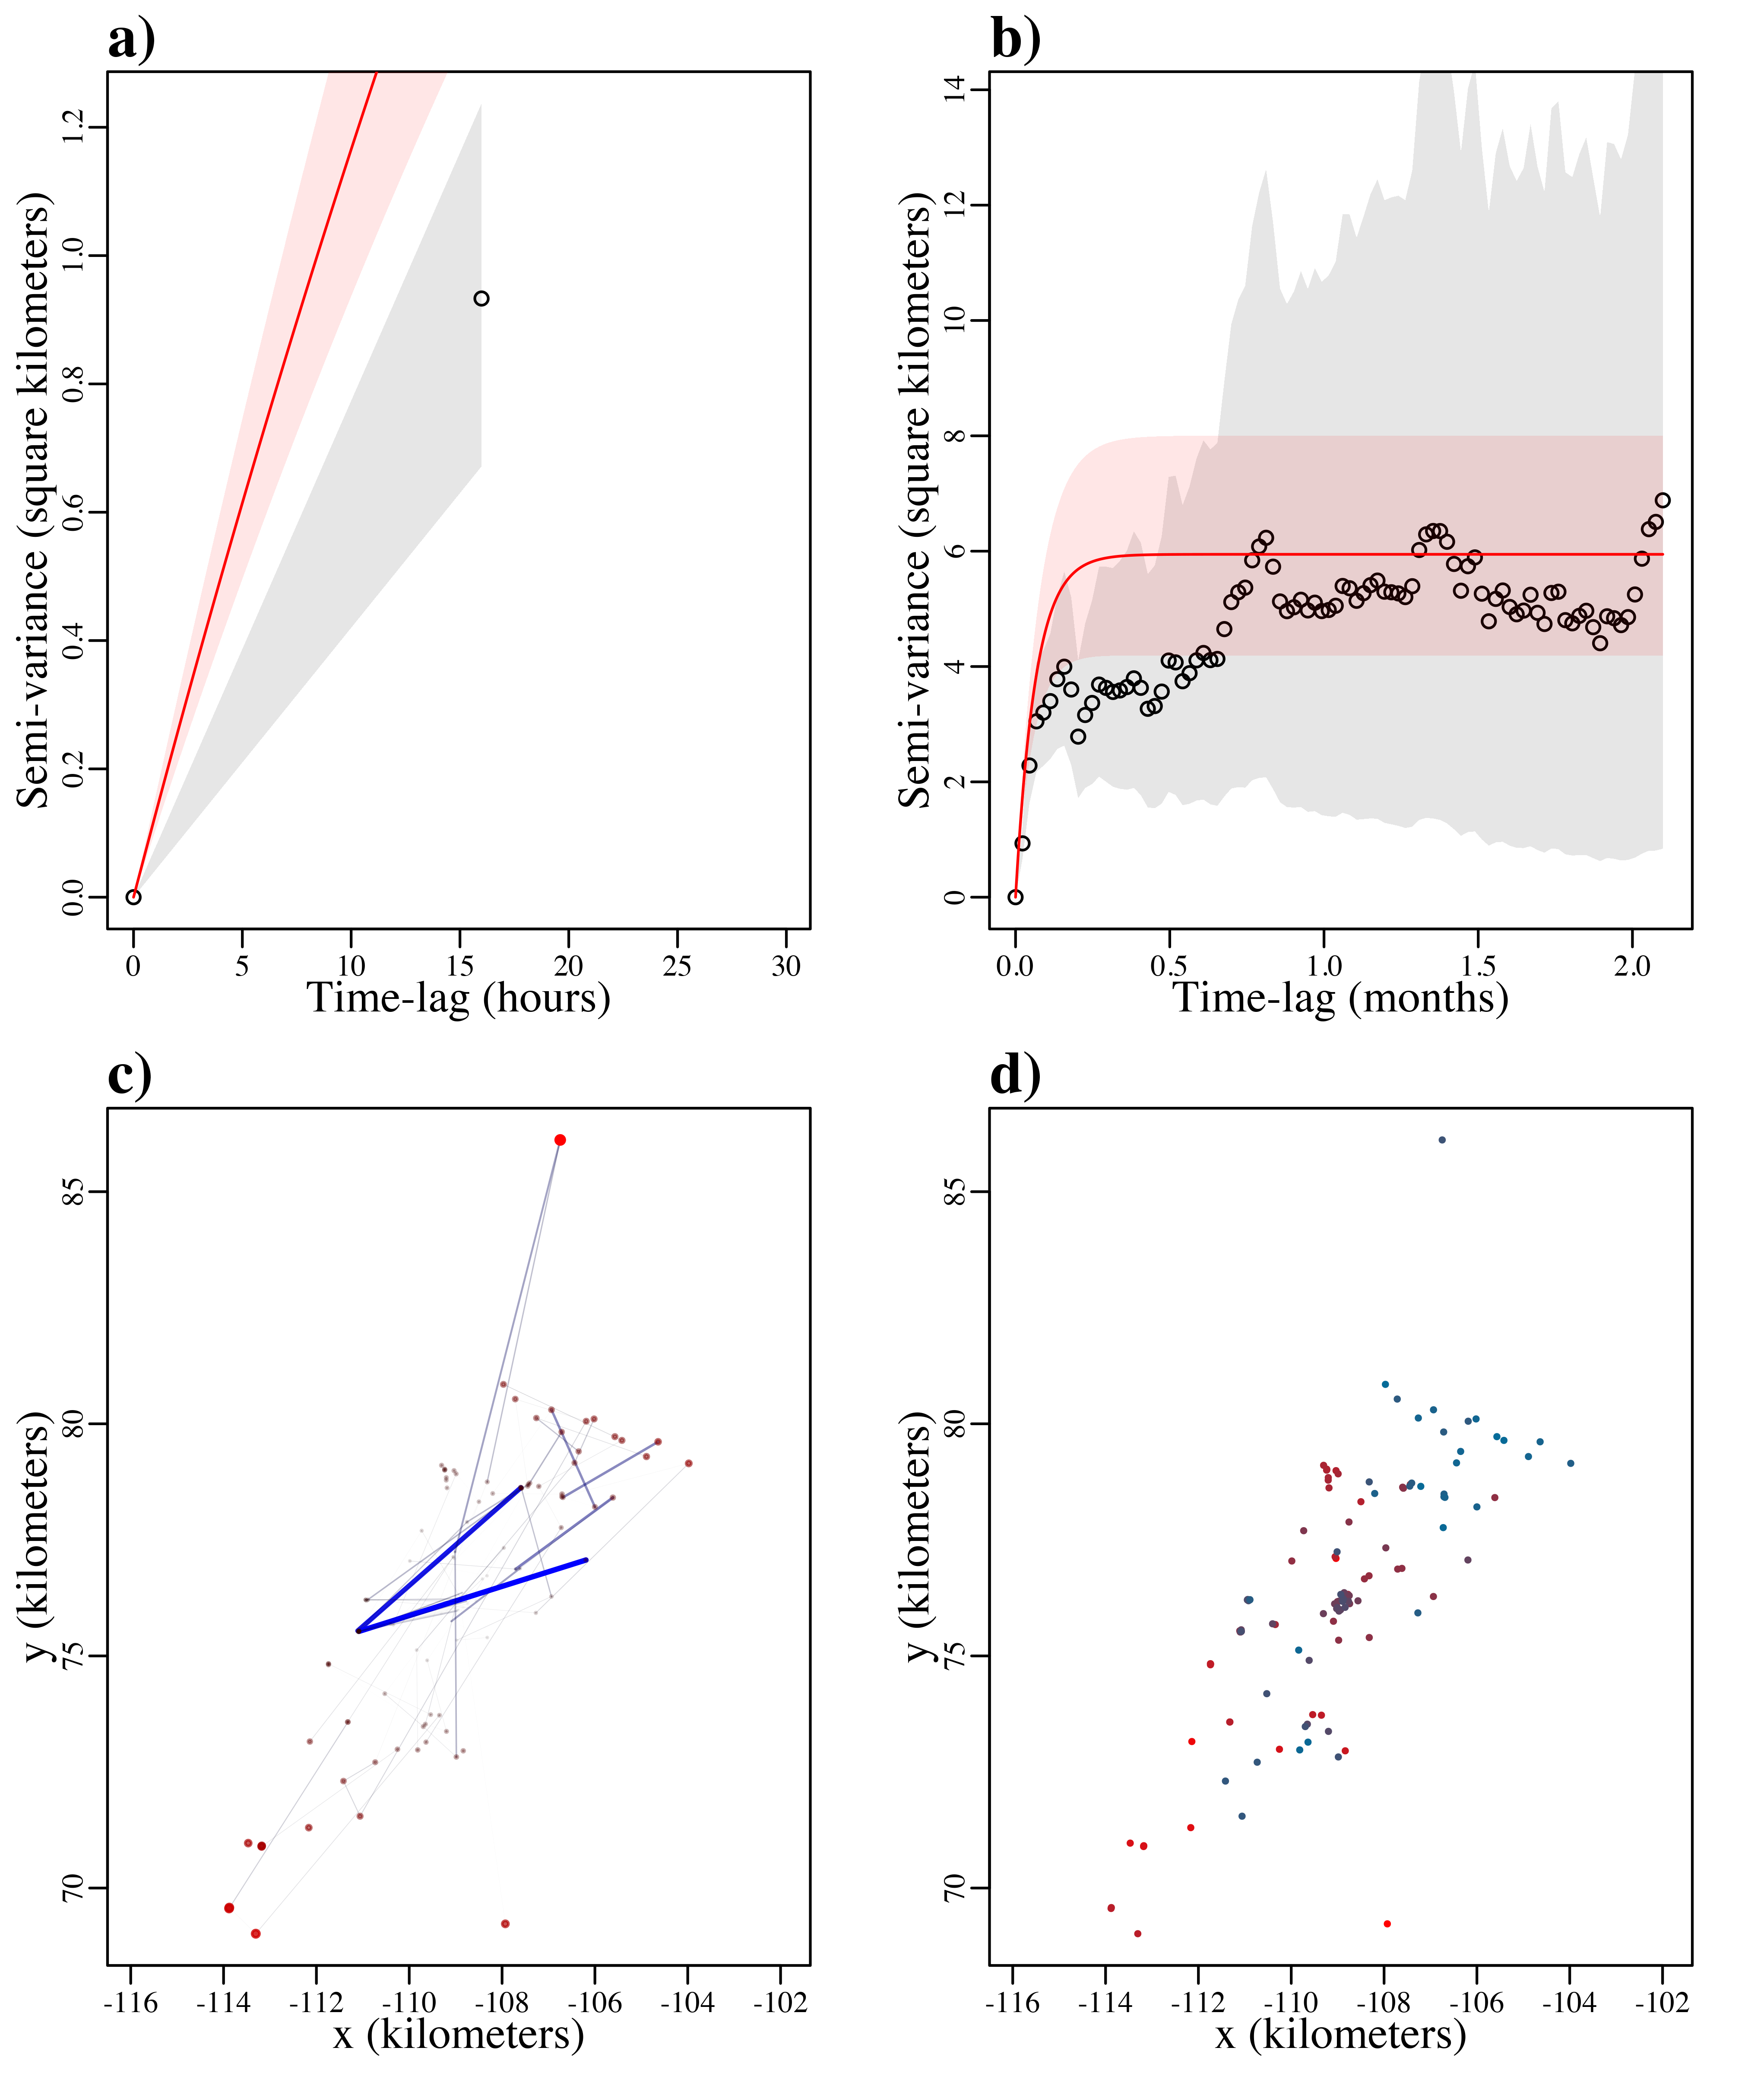 a)
Semi-variance (square kilometers)
0.0 0.2 0.4 0.6 0.8 1.0 1.2
0 5 10 15 20 25 30
Time-lag (hours)
b)
Semi-variance (square kilometers)
0 2 4 6 8 10 12 14
0.0 0.5 1.0 1.5 2.0
Time-lag (months)
c)
y (kilometers)
70 75 80 85
-116 -114 -112 -110 -108 -106 -104 -102
x (kilometers)
d)
y (kilometers)
70 75 80 85
-116 -114 -112 -110 -108 -106 -104 -102
x (kilometers)